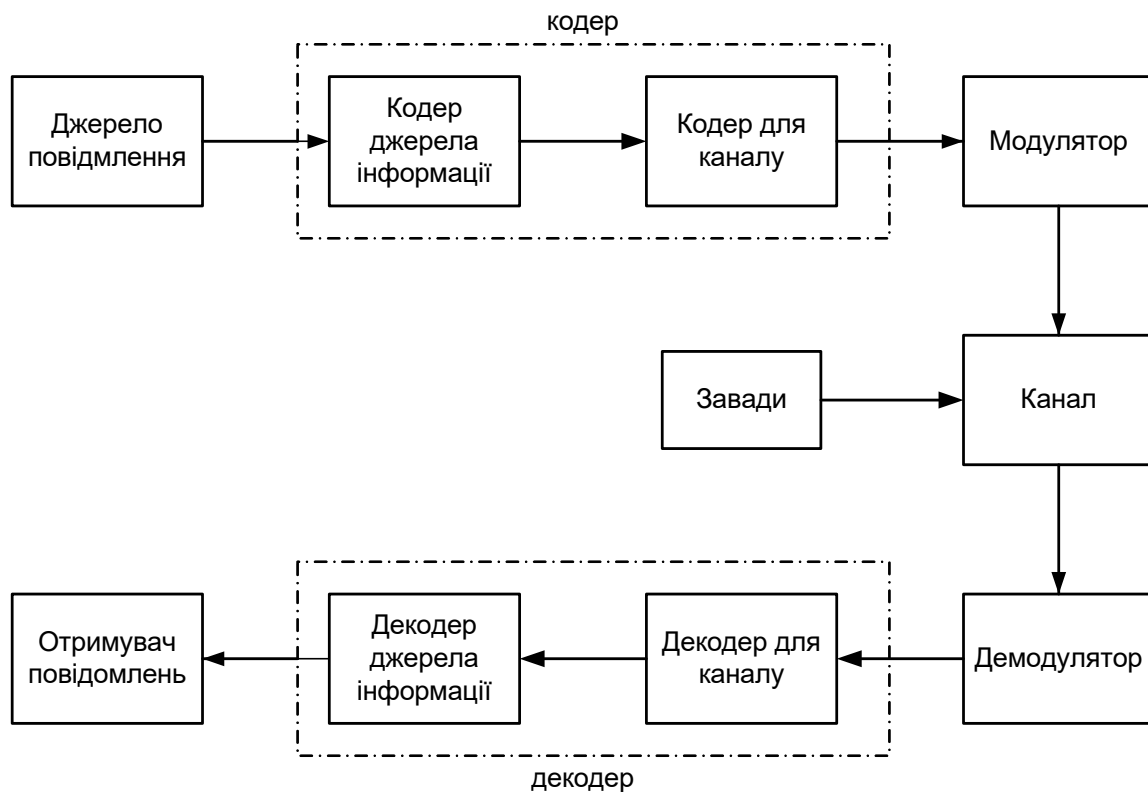 кодер
Джерело
повідмлення
Кодер
джерела
інформації
Кодер для
каналу
Модулятор
Завади
Канал
Отримувач
повідомлень
Декодер
джерела
інформації
Декодер для
каналу
Демодулятор
декодер